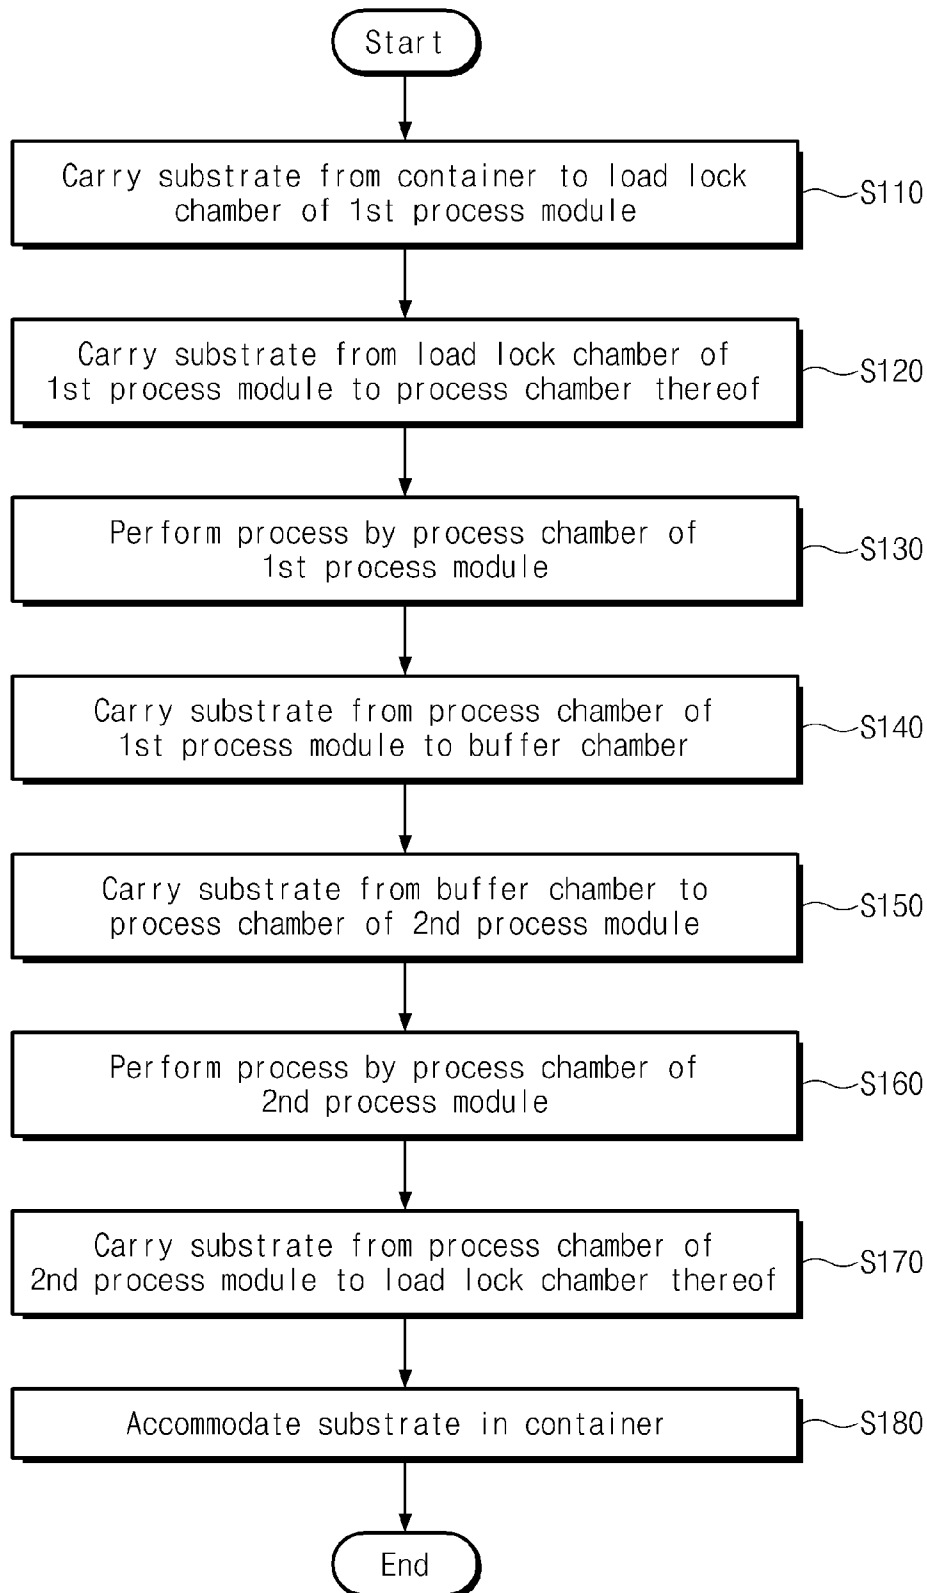 Start
Carry substrate from container to load lock
chamber of 1st process module
S110
Carry substrate from load lock chamber of
1st process module to process chamber thereof
S120
Perform process by process chamber of
1st process module
S130
Carry substrate from process chamber of
1st process module to buffer chamber
S140
Carry substrate from buffer chamber to
process chamber of 2nd process module
S150
Perform process by process chamber of
2nd process module
S160
Carry substrate from process chamber of
2nd process module to load lock chamber thereof
S170
Accommodate substrate in container
S180
End